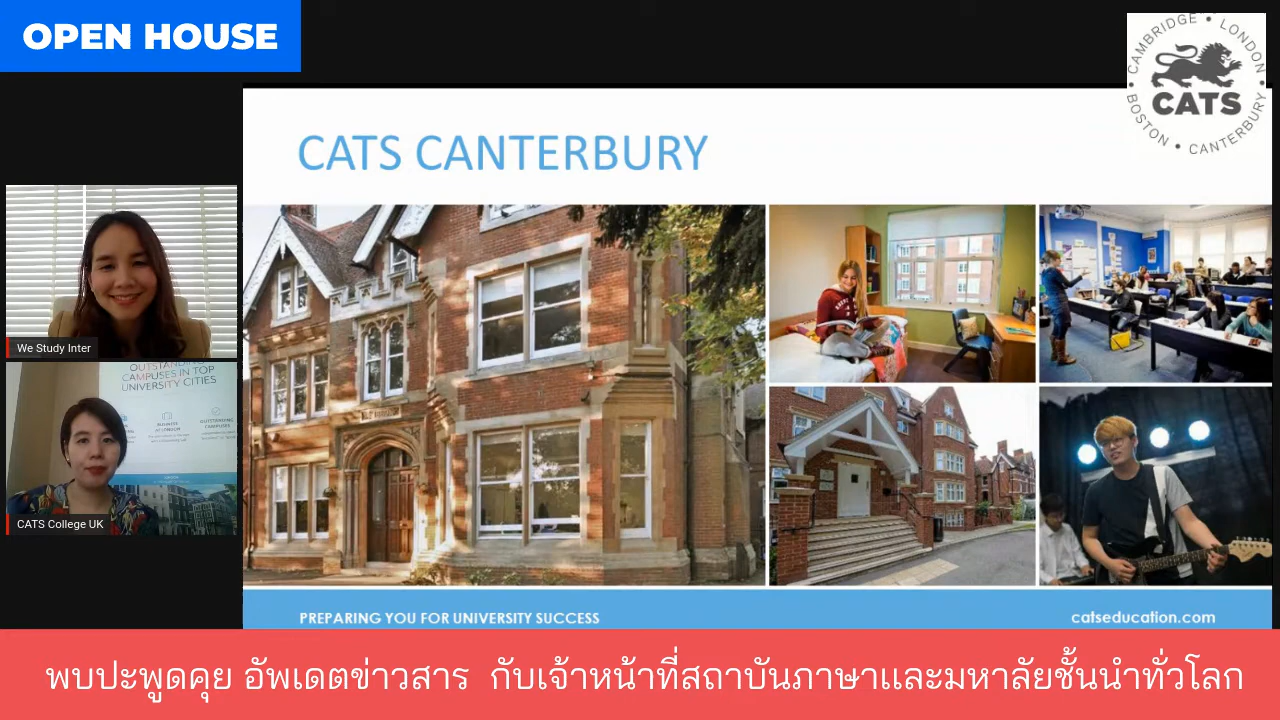 OPEN HOUSE
CAMBRIDGE • LONDON
BOSTON • CANTERBURY
CATS
CATS CANTERBURY
We Study Inter
OUTSTANDING
CAMPUSES IN TOP
UNIVERSITY CITIES
CATS College UK
PREPARING YOU FOR UNIVERSITY SUCCESS
catseducation.com
พบปะพูดคุย อัพเดตข่าวสาร กับเจ้าหน้าที่สถาบันภาษาและมหาลัยชั้นนำทั่วโลก